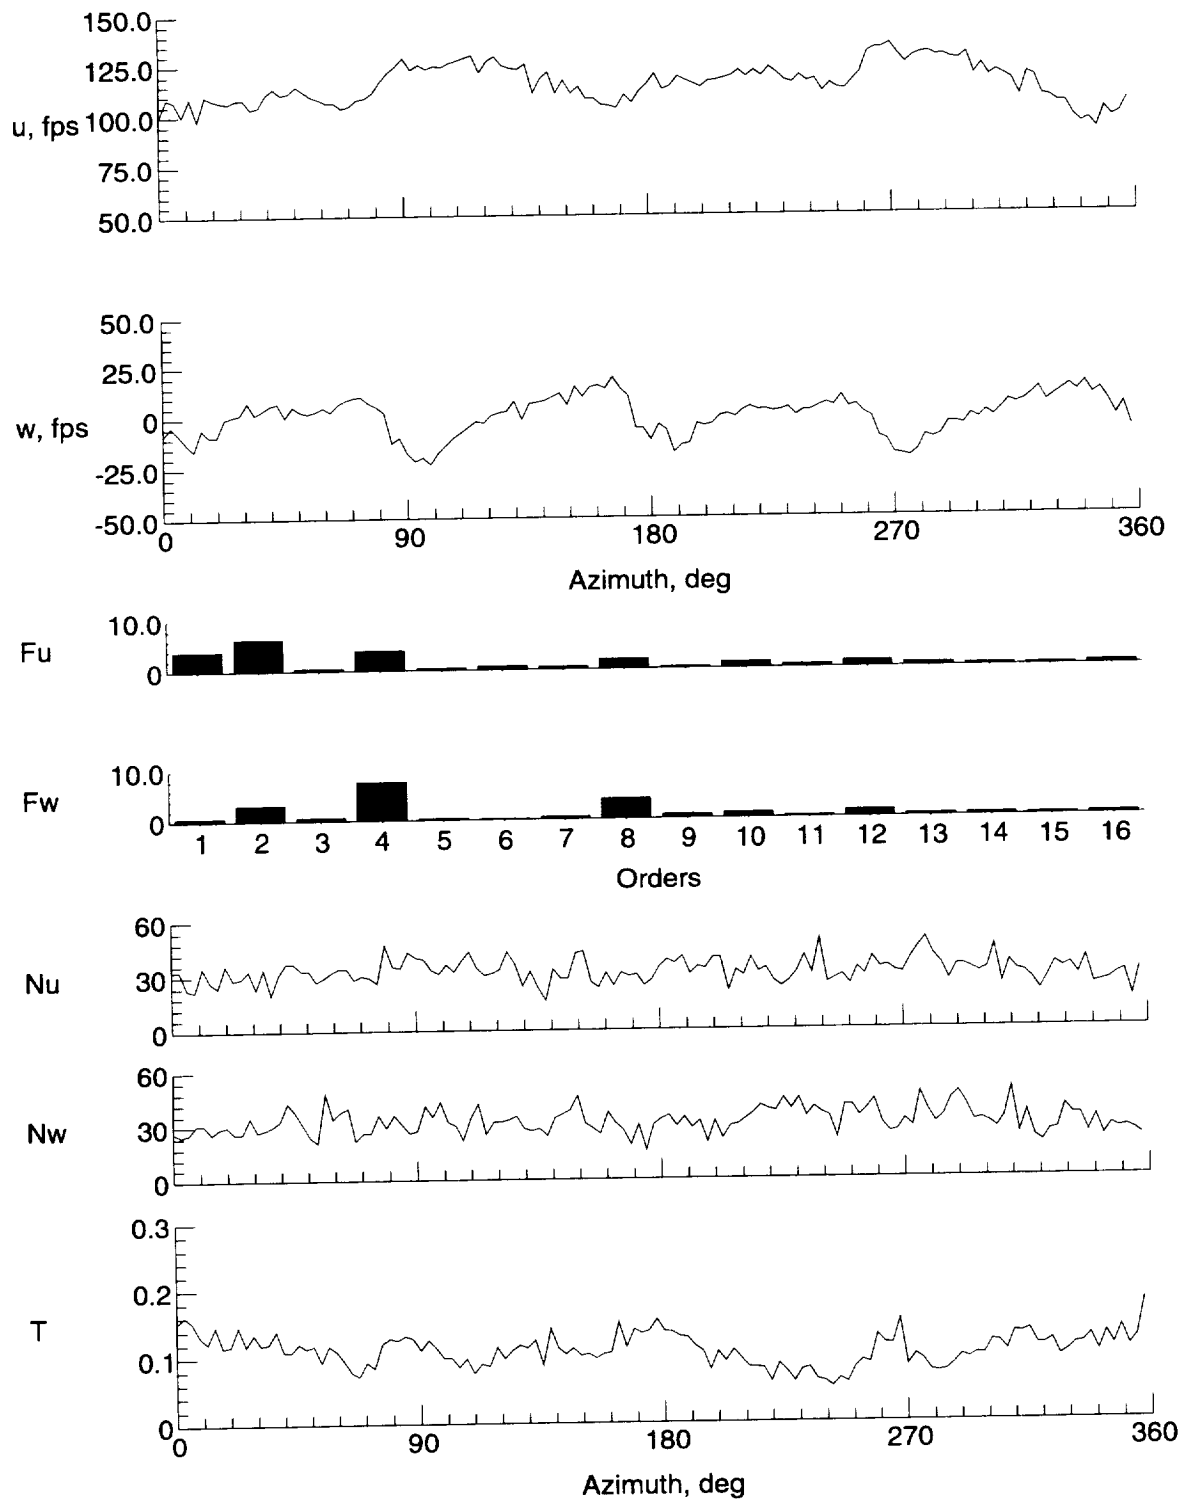 150.0
125.0
u, fps 100.0
75.0
50.0
50.0
25.0
w, fps 0
-25.0
-50.0
0 90 180 270 360
Azimuth, deg
Fu 10.0
0
Fw 10.0
0
1 2 3 4 5 6 7 8 9 10 11 12 13 14 15 16
Orders
60
Nu 30
0
60
Nw 30
0
0.3
0.2
T
0.1
0
0 90 180 270 360
Azimuth, deg